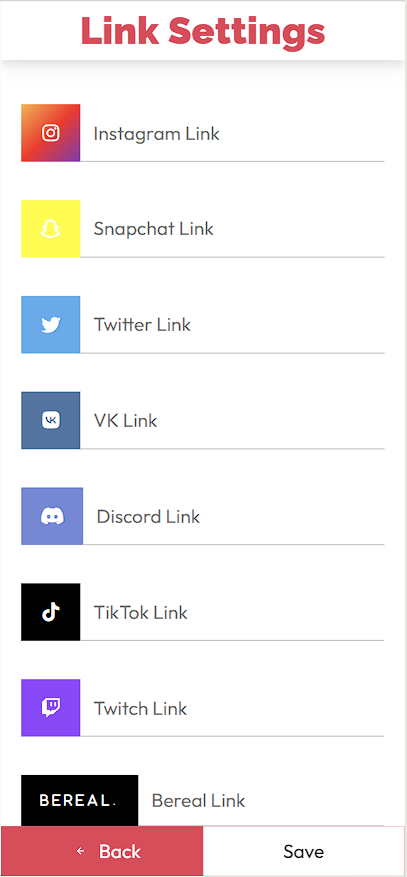 Link Settings
Instagram Link
Snapchat Link
Twitter Link
VK Link
Discord Link
TikTok Link
Twitch Link
BEREAL. Bereal Link
← Back Save